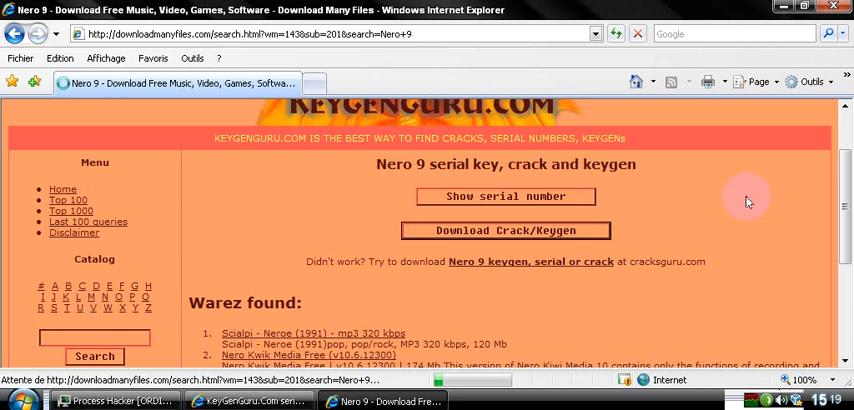 Nero 9 - Download Free Music, Video, Games, Software - Download Many Files - Windows Internet Explorer
http://downloadmanyfiles.com/search.html?wm=143&sub=201&search=Nero+9
Google
Fichier Edition Affichage Favoris Outils ?
Nero 9 - Download Free Music, Video, Games, Softwa...
Page Outils
KEYGENGURU.COM
KEYGENGURU.COM IS THE BEST WAY TO FIND CRACKS, SERIAL NUMBERS, KEYGENs
Menu
Home
Top 100
Top 1000
Last 100 queries
Disclaimer
Catalog
# A B C D E F G H
I J K L M N O P Q
R S T U V W X Y Z
Search
Nero 9 serial key, crack and keygen
Show serial number
Download Crack/Keygen
Didn't work? Try to download Nero 9 keygen, serial or crack at cracksguru.com
Warez found:
1. Scialpi - Neroe (1991) - mp3 320 kbps
Scialpi - Neroe (1991)pop, pop/rock, MP3 320 kbps, 120 Mb
2. Nero Kwik Media Free (v10.6.12300)
Nero Kwik Media Free | v10.6.12300 | 174 Mb This version of Nero Kiwi Media 10 contains only the functions of recording and
Attente de http://downloadmanyfiles.com/search.html?wm=143&sub=201&search=Nero+9...
Internet
100%
Process Hacker [ORDI...
KeyGenGuru.Com seri...
Nero 9 - Download Fre...
15 19